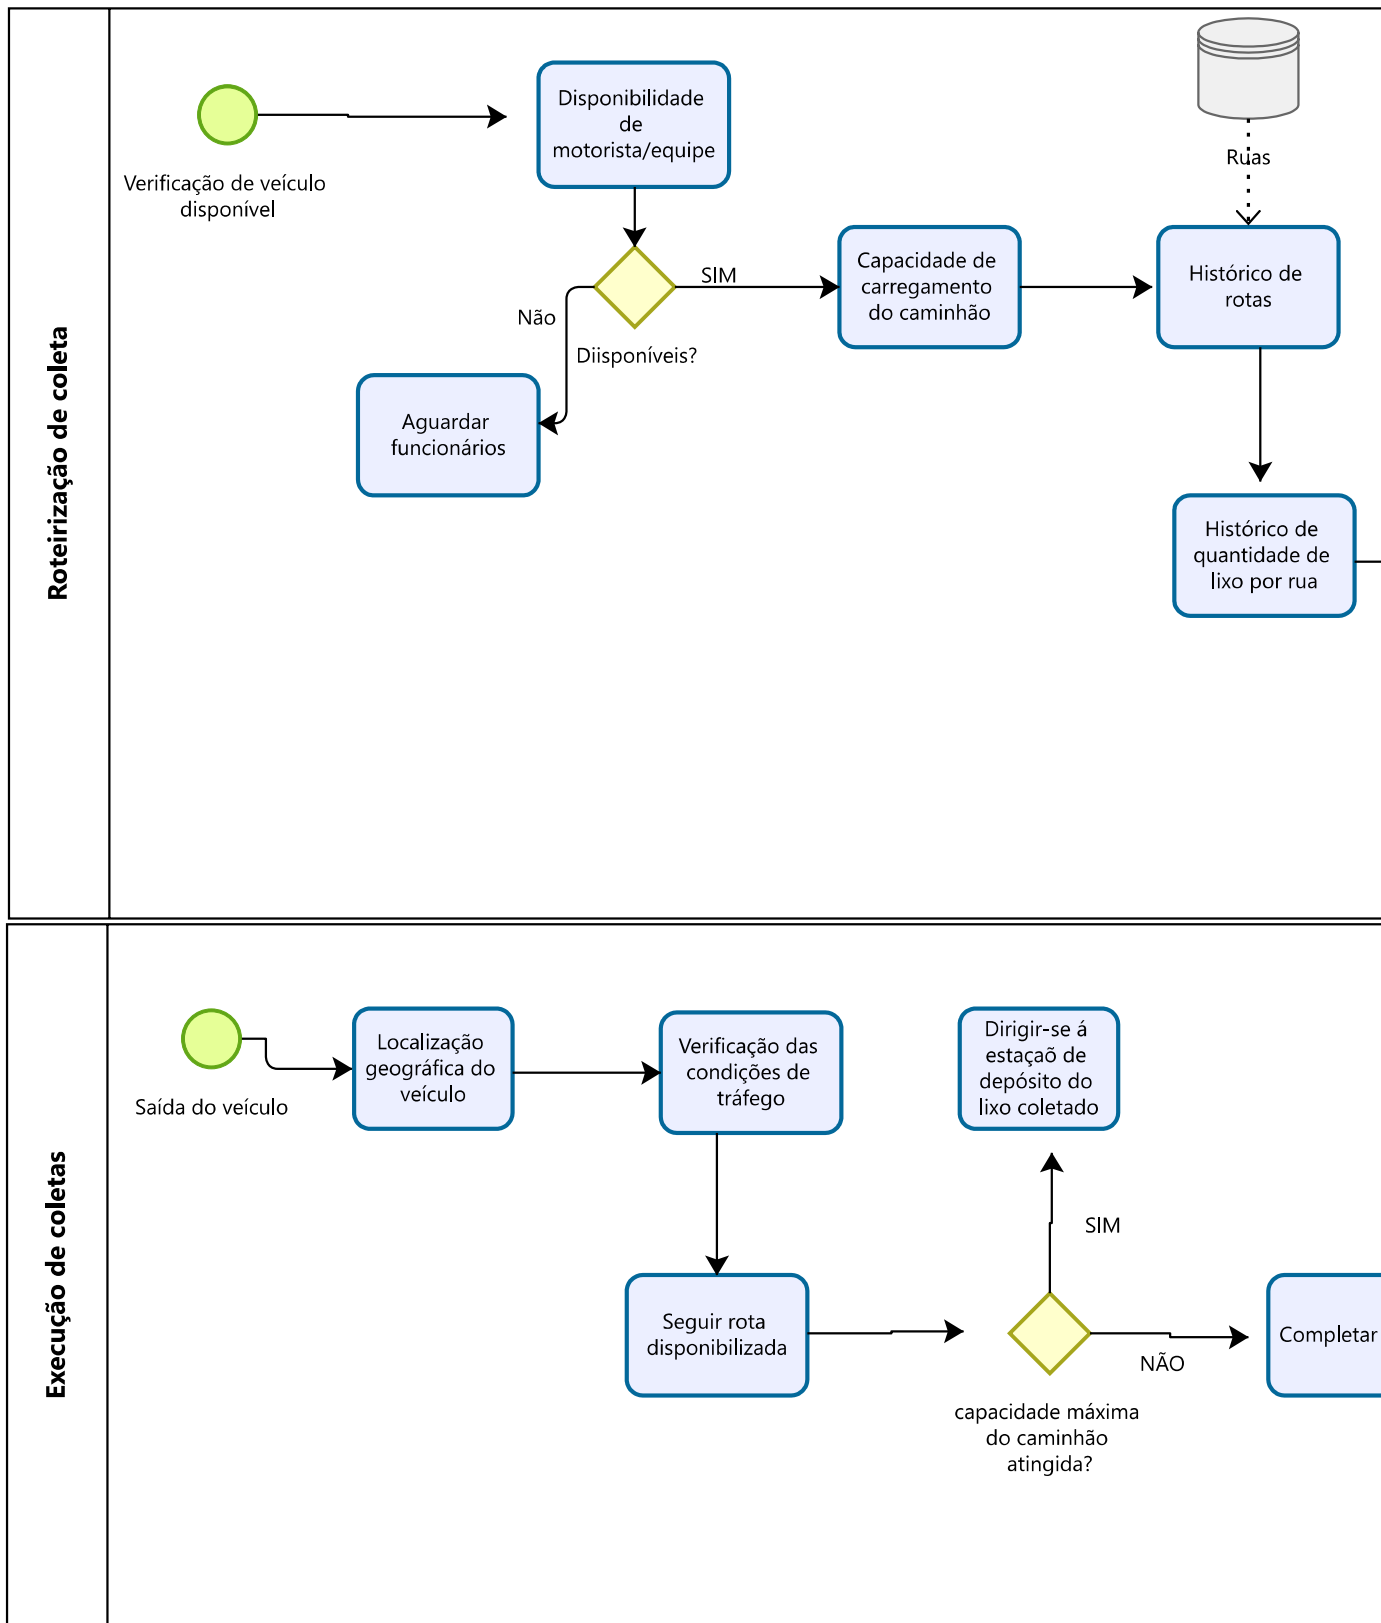 Roteirização de coleta
Verificação de veículo
disponível
Disponibilidade
de
motorista/equipe
Diisponíveis?
Não
SIM
Aguardar
funcionários
Capacidade de
carregamento
do caminhão
Ruas
Histórico de
rotas
Histórico de
quantidade de
lixo por rua
Execução de coletas
Saída do veículo
Localização
geográfica do
veículo
Verificação das
condições de
tráfego
Seguir rota
disponibilizada
capacidade máxima
do caminhão
atingida?
SIM
Dirigir-se á
estaçaõ de
depósito do
lixo coletado
NÃO
Completar